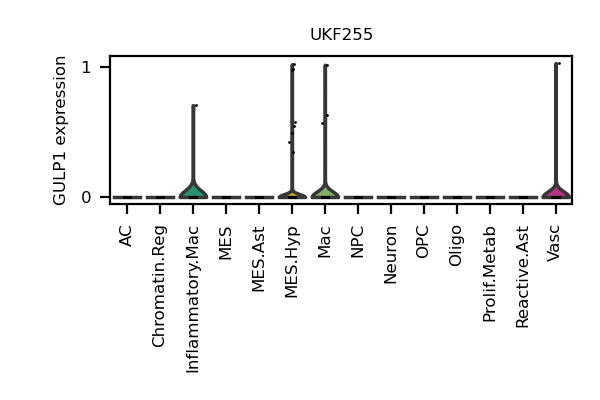 UKF255
GULP1 expression
1
0
AC
Chromatin.Reg
Inflammatory.Mac
MES
MES.Ast
MES.Hyp
Mac
NPC
Neuron
OPC
Oligo
Prolif.Metab
Reactive.Ast
Vasc